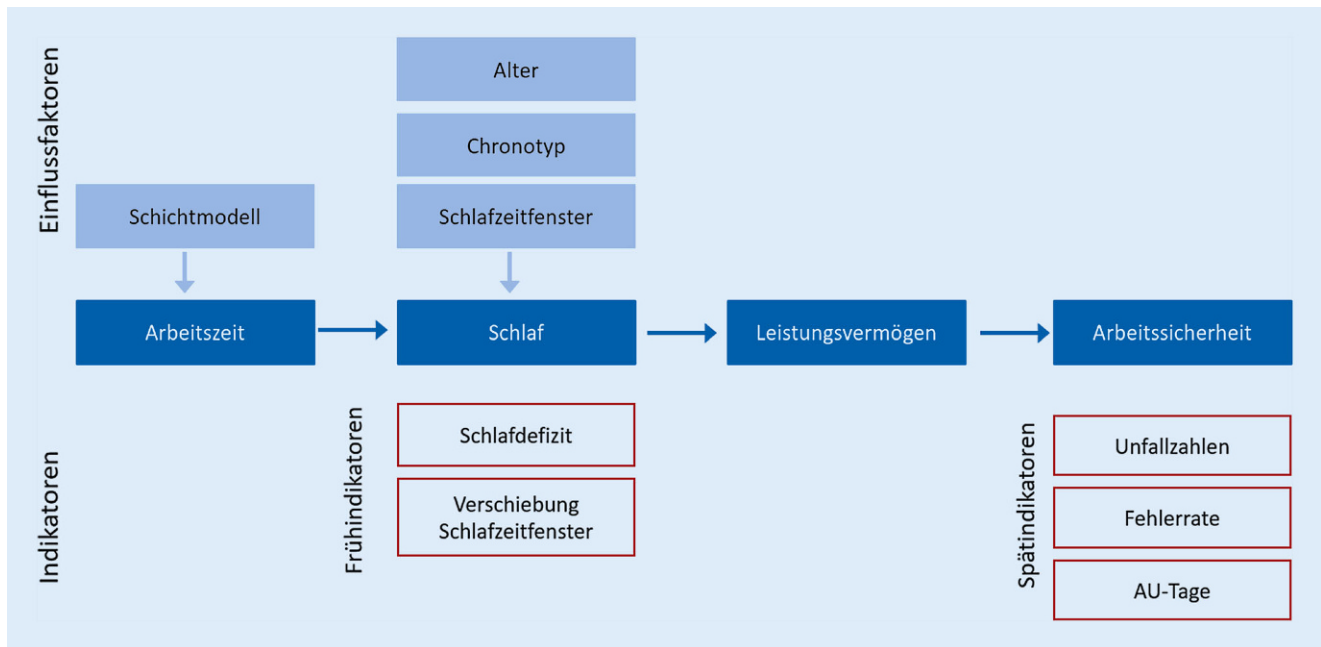 Einflussfaktoren
Alter
Chronotyp
Schichtmodell
Schlafzeitfenster
Arbeitszeit
Schlaf
Leistungsvermögen
Arbeitssicherheit
Indikatoren
Frühindikatoren
Schlafdefizit
Verschiebung
Schlafzeitfenster
Spätindikatoren
Unfallzahlen
Fehlerrate
AU-Tage